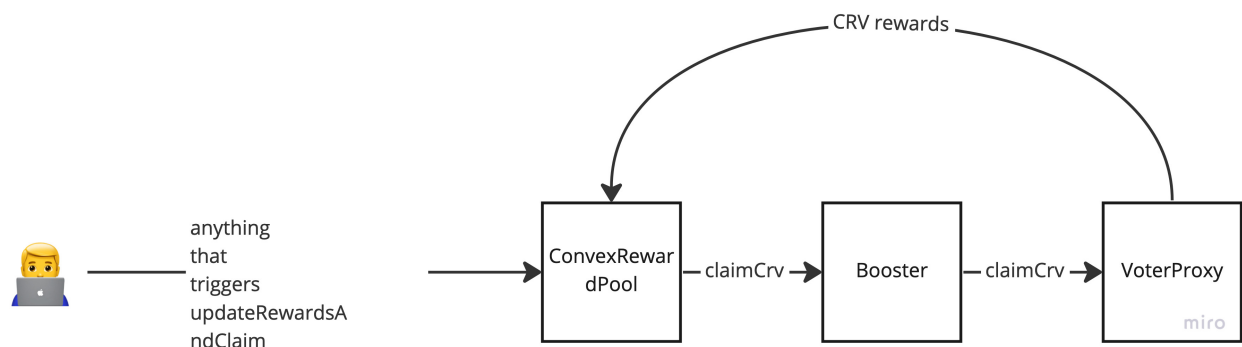 CRV rewards
anything
that
triggers
updateRewardsA
ndClaim
ConvexRewar
dPool
claimCrv
Booster
claimCrv
VoterProxy
miro